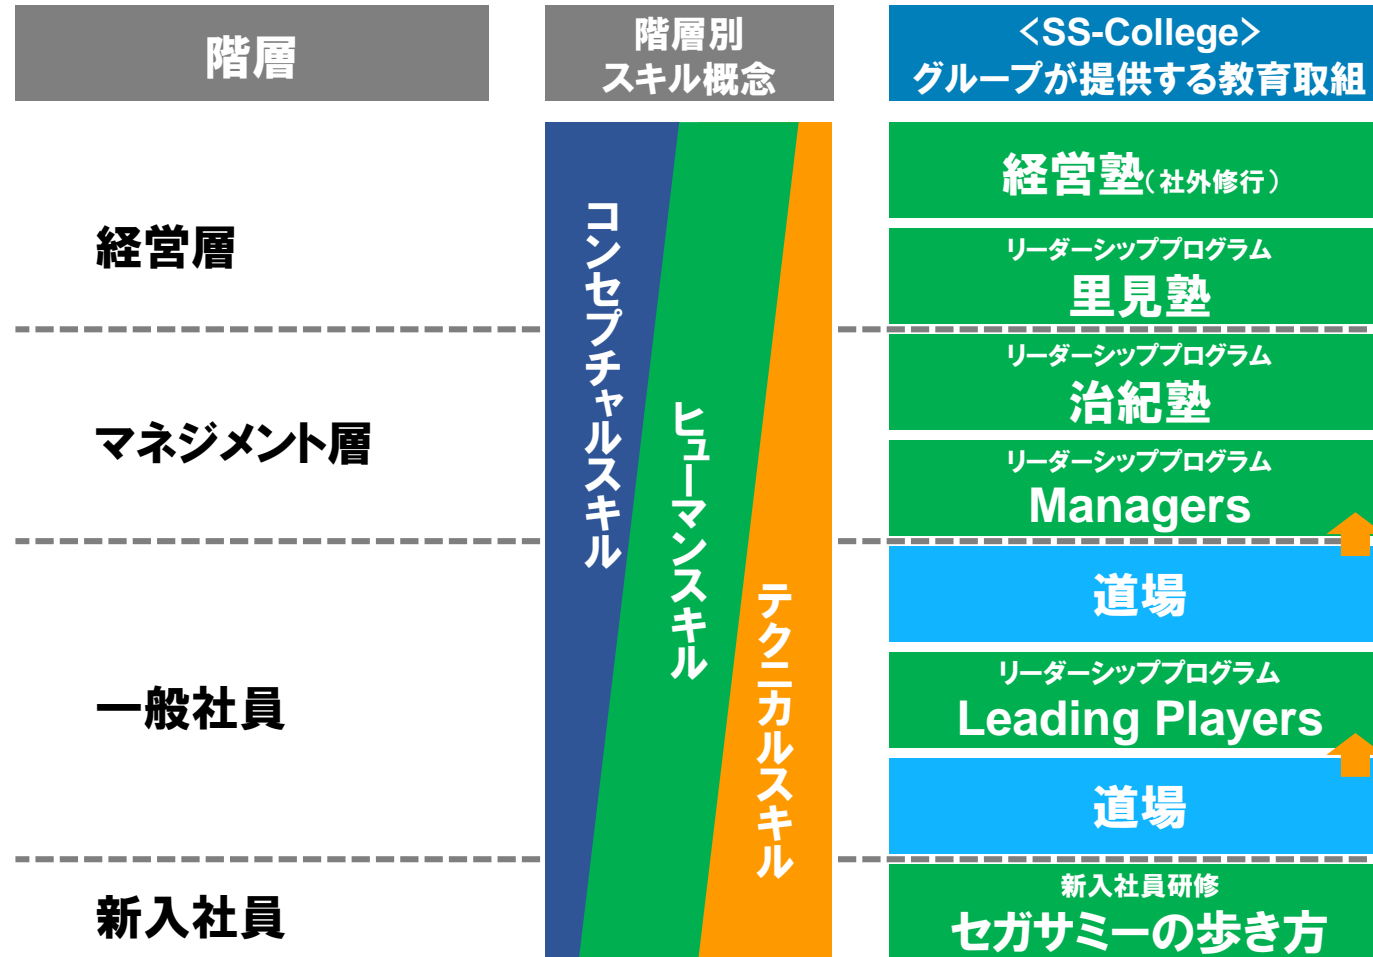 階層
階層別
スキル概念
<SS-College>
グループが提供する教育取組
経営層
マネジメント層
一般社員
新入社員
コンセプチャルスキル
ヒューマンスキル
テクニカルスキル
経営塾（社外修行）
リーダーシッププログラム
里見塾
リーダーシッププログラム
治紀塾
リーダーシッププログラム
Managers
道場
リーダーシッププログラム
Leading Players
道場
新入社員研修
セガサミーの歩き方